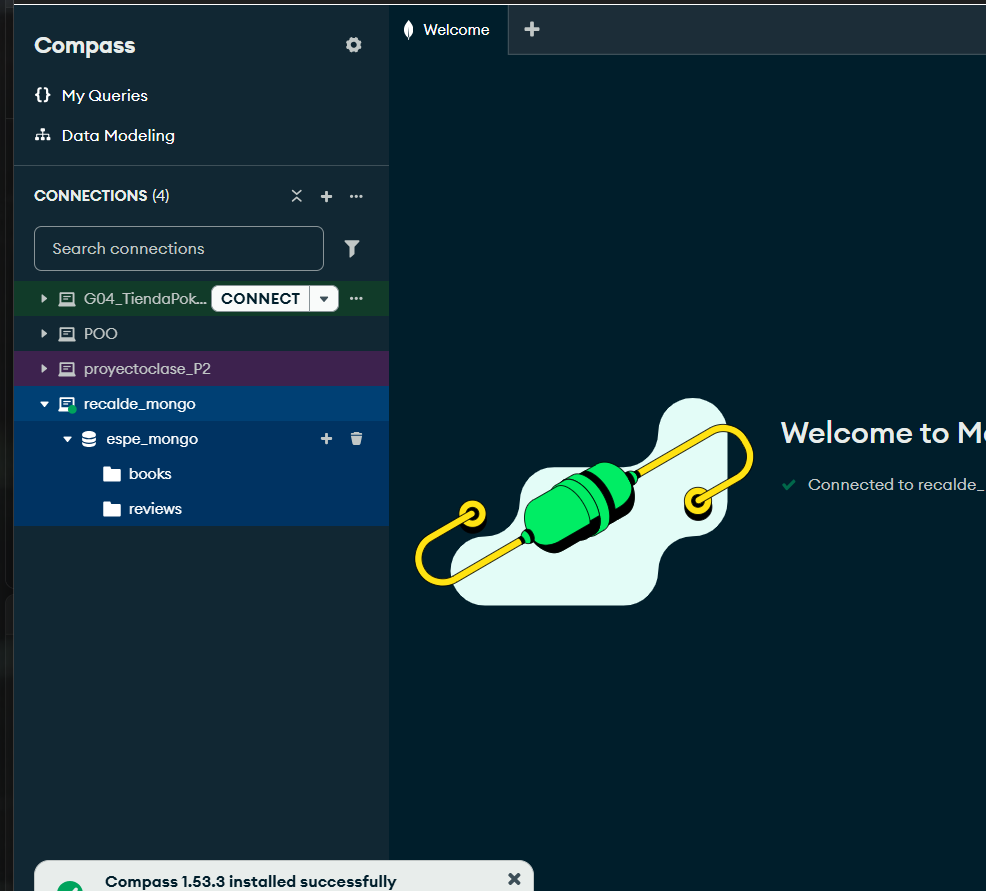 Compass
My Queries
Data Modeling
CONNECTIONS (4)
Search connections
G04_TiendaPok... CONNECT
POO
proyectoclase_P2
recalde_mongo
espe_mongo
books
reviews
Welcome
Welcome to Mo
Connected to recalde_
Compass 1.53.3 installed successfully